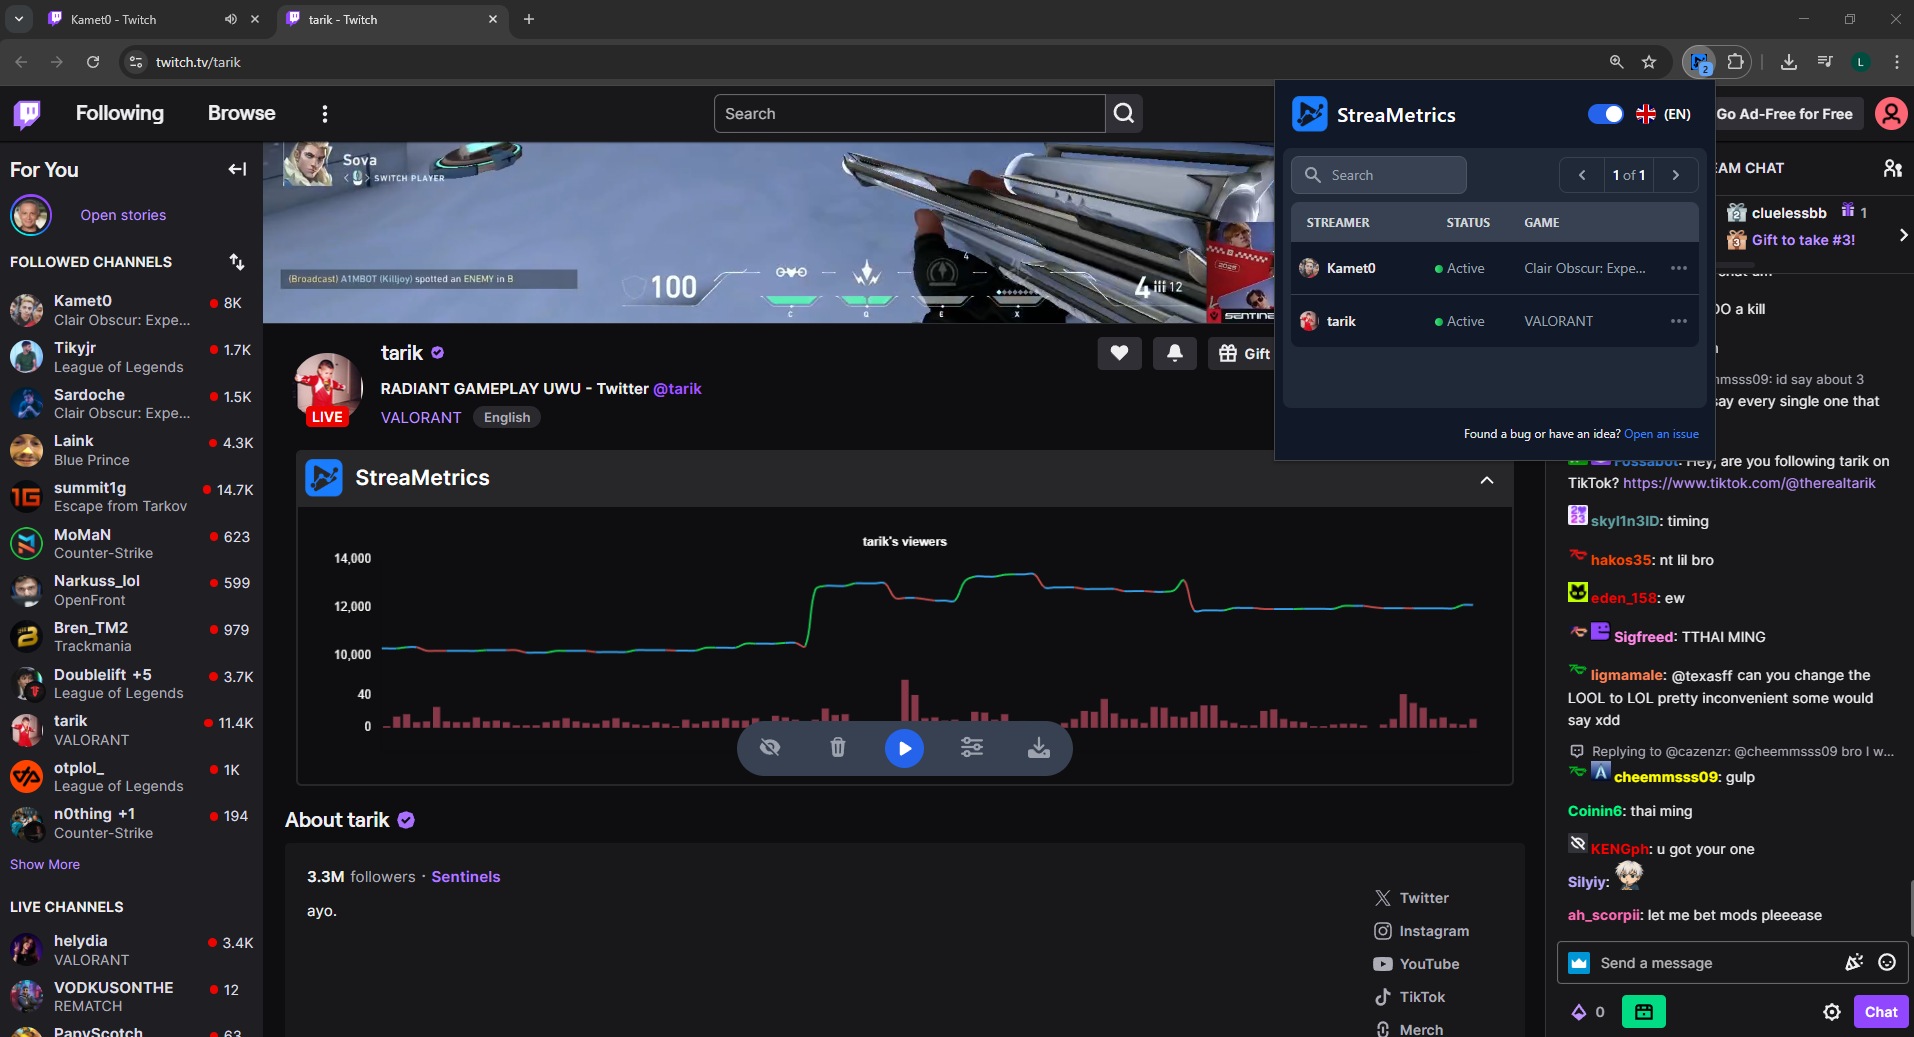 Kamet0 - Twitch
tarik - Twitch
twitch.tv/tarik
2
L
Following
Browse
Search
Go Ad-Free for Free
StreaMetrics
(EN)
Search
1 of 1
STREAMER STATUS GAME
Kamet0 Active Clair Obscur: Expe...
tarik Active VALORANT
Found a bug or have an idea? Open an issue
For You
Open stories
FOLLOWED CHANNELS
Kamet0 8K
Clair Obscur: Expe...
Tikyjr 1.7K
League of Legends
Sardoche 1.5K
Clair Obscur: Expe...
Laink 4.3K
Blue Prince
summit1g 14.7K
Escape from Tarkov
MoMaN 623
Counter-Strike
Narkuss_lol 599
OpenFront
Bren_TM2 979
Trackmania
Doublelift +5 3.7K
League of Legends
tarik 11.4K
VALORANT
otplol_ 1K
League of Legends
n0thing +1 194
Counter-Strike
Show More
LIVE CHANNELS
helydia 3.4K
VALORANT
VODKUSONTHE 12
REMATCH
PapyScotch 63
Sova
< > SWITCH PLAYER
(Broadcast) A1MBOT (Killjoy) spotted an ENEMY in B
100
4
C Q E X
4 12
2025
SENTINE
tarik
RADIANT GAMEPLAY UWU - Twitter @tarik
LIVE
VALORANT English
Gift
StreaMetrics
tarik's viewers
14,000
12,000
10,000
40
0
About tarik
3.3M followers · Sentinels
ayo.
Twitter
Instagram
YouTube
TikTok
Merch
EAM CHAT
2 cluelessbb 1
3 Gift to take #3!
OO a kill
mmsss09: id say about 3
say every single one that
Fossabot: Hey, are you following tarik on
TikTok? https://www.tiktok.com/@therealtarik
skyl1n3lD: timing
hakos35: nt lil bro
eden_158: ew
Sigfreed: TTHAI MING
ligmamale: @texasff can you change the
LOOL to LOL pretty inconvenient some would
say xdd
Replying to @cazenzr: @cheemmsss09 bro I w...
cheemmsss09: gulp
Coinin6: thai ming
KENGph: u got your one
Silyiy:
ah_scorpii: let me bet mods pleeease
Send a message
0
Chat